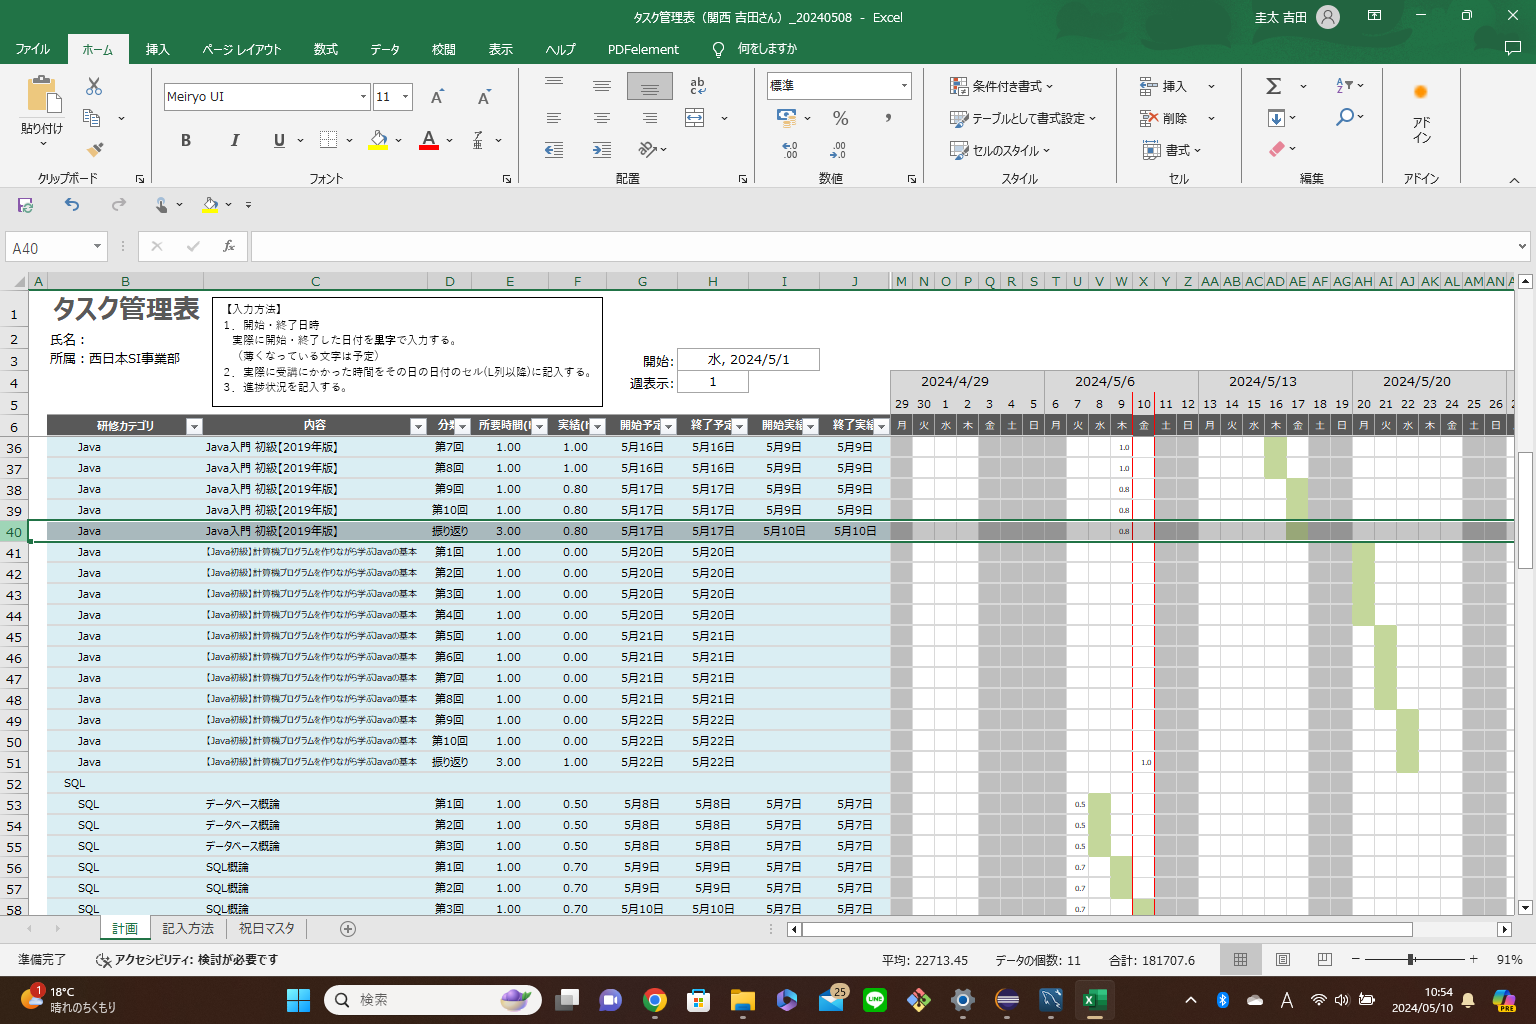 タスク管理表（関西 吉田さん）_20240508 - Excel
圭太 吉田
ファイル ホーム 挿入 ページ レイアウト 数式 データ 校閲 表示 ヘルプ PDFelement 何をしますか
貼り付け
クリップボード
Meiryo UI 11
A A
B I U A
フォント
ab
配置
標準
%
数値
条件付き書式
テーブルとして書式設定
セルのスタイル
スタイル
挿入
削除
書式
セル
編集
アド
イン
アドイン
A40
fx
A B C D E F G H I J M N O P Q R S T U V W X Y Z AA AB AC AD AE AF AG AH AI AJ AK AL AM AN
1 タスク管理表
2 氏名：
3 所属：西日本SI事業部
【入力方法】
1．開始・終了日時
実際に開始・終了した日付を黒字で入力する。
（薄くなっている文字は予定）
2．実際に受講にかかった時間をその日の日付のセル(L列以降)に記入する。
3．進捗状況を記入する。
開始: 水, 2024/5/1
4 週表示: 1 2024/4/29 2024/5/6 2024/5/13 2024/5/20
5 29 30 1 2 3 4 5 6 7 8 9 10 11 12 13 14 15 16 17 18 19 20 21 22 23 24 25 26
6 研修カテゴリ 内容 分 所要時間(H 実績(H 開始予定 終了予定 開始実績 終了実績 月 火 水 木 金 土 日 月 火 水 木 金 土 日 月 火 水 木 金 土 日 月 火 水 木 金 土 日
36 Java Java入門 初級【2019年版】 第7回 1.00 1.00 5月16日 5月16日 5月9日 5月9日 1.0
37 Java Java入門 初級【2019年版】 第8回 1.00 1.00 5月16日 5月16日 5月9日 5月9日 1.0
38 Java Java入門 初級【2019年版】 第9回 1.00 0.80 5月17日 5月17日 5月9日 5月9日 0.8
39 Java Java入門 初級【2019年版】 第10回 1.00 0.80 5月17日 5月17日 5月9日 5月9日 0.8
40 Java Java入門 初級【2019年版】 振り返り 3.00 0.80 5月17日 5月17日 5月10日 5月10日 0.8
41 Java 【Java初級】計算機プログラムを作りながら学ぶJavaの基本 第1回 1.00 0.00 5月20日 5月20日
42 Java 【Java初級】計算機プログラムを作りながら学ぶJavaの基本 第2回 1.00 0.00 5月20日 5月20日
43 Java 【Java初級】計算機プログラムを作りながら学ぶJavaの基本 第3回 1.00 0.00 5月20日 5月20日
44 Java 【Java初級】計算機プログラムを作りながら学ぶJavaの基本 第4回 1.00 0.00 5月20日 5月20日
45 Java 【Java初級】計算機プログラムを作りながら学ぶJavaの基本 第5回 1.00 0.00 5月21日 5月21日
46 Java 【Java初級】計算機プログラムを作りながら学ぶJavaの基本 第6回 1.00 0.00 5月21日 5月21日
47 Java 【Java初級】計算機プログラムを作りながら学ぶJavaの基本 第7回 1.00 0.00 5月21日 5月21日
48 Java 【Java初級】計算機プログラムを作りながら学ぶJavaの基本 第8回 1.00 0.00 5月21日 5月21日
49 Java 【Java初級】計算機プログラムを作りながら学ぶJavaの基本 第9回 1.00 0.00 5月22日 5月22日
50 Java 【Java初級】計算機プログラムを作りながら学ぶJavaの基本 第10回 1.00 0.00 5月22日 5月22日
51 Java 【Java初級】計算機プログラムを作りながら学ぶJavaの基本 振り返り 3.00 1.00 5月22日 5月22日 1.0
52 SQL
53 SQL データベース概論 第1回 1.00 0.50 5月8日 5月8日 5月7日 5月7日 0.5
54 SQL データベース概論 第2回 1.00 0.50 5月8日 5月8日 5月7日 5月7日 0.5
55 SQL データベース概論 第3回 1.00 0.50 5月8日 5月8日 5月7日 5月7日 0.5
56 SQL SQL概論 第1回 1.00 0.70 5月9日 5月9日 5月7日 5月7日 0.7
57 SQL SQL概論 第2回 1.00 0.70 5月9日 5月9日 5月7日 5月7日 0.7
58 SQL SQL概論 第3回 1.00 0.70 5月10日 5月10日 5月7日 5月7日 0.7
計画 記入方法 祝日マスタ
準備完了 アクセシビリティ: 検討が必要です 平均: 22713.45 データの個数: 11 合計: 181707.6 91%
1 18°C
晴れのちくもり
検索
25
LINE
A
10:54
2024/05/10
PRE